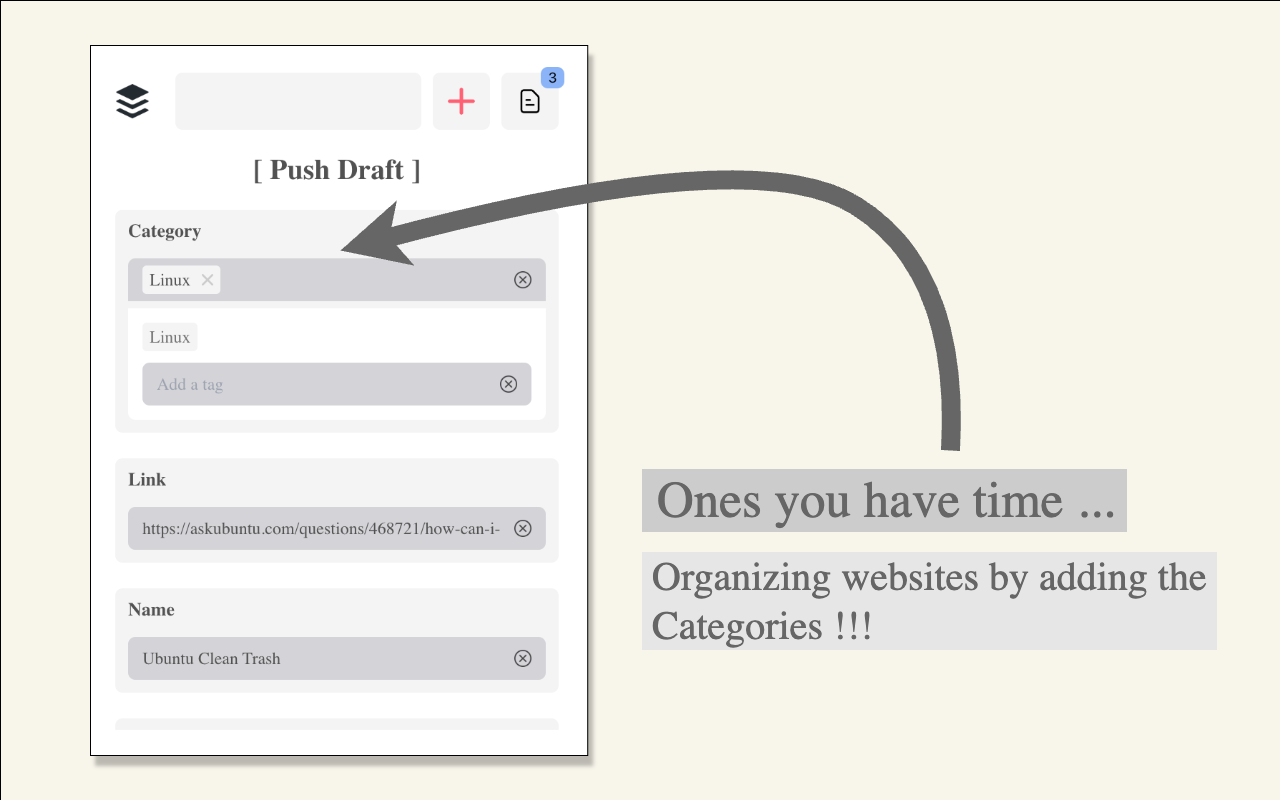 3
[ Push Draft ]
Category
Linux
Linux
Add a tag
Link
https://askubuntu.com/questions/468721/how-can-i-
Name
Ubuntu Clean Trash
Ones you have time ...
Organizing websites by adding the
Categories !!!